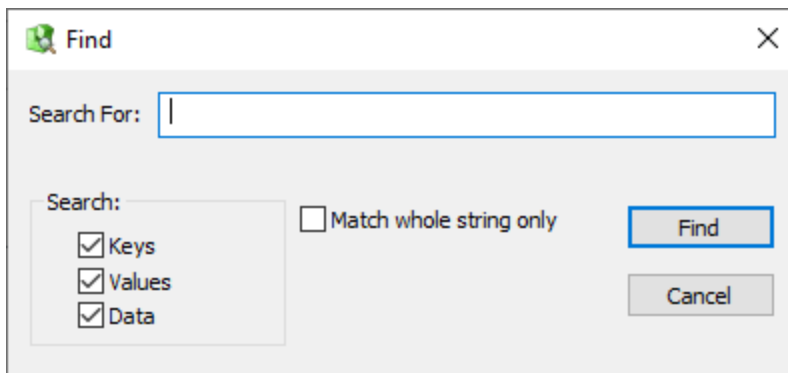 Find
Search For:
Search:
Match whole string only
Find
Keys
Values
Cancel
Data